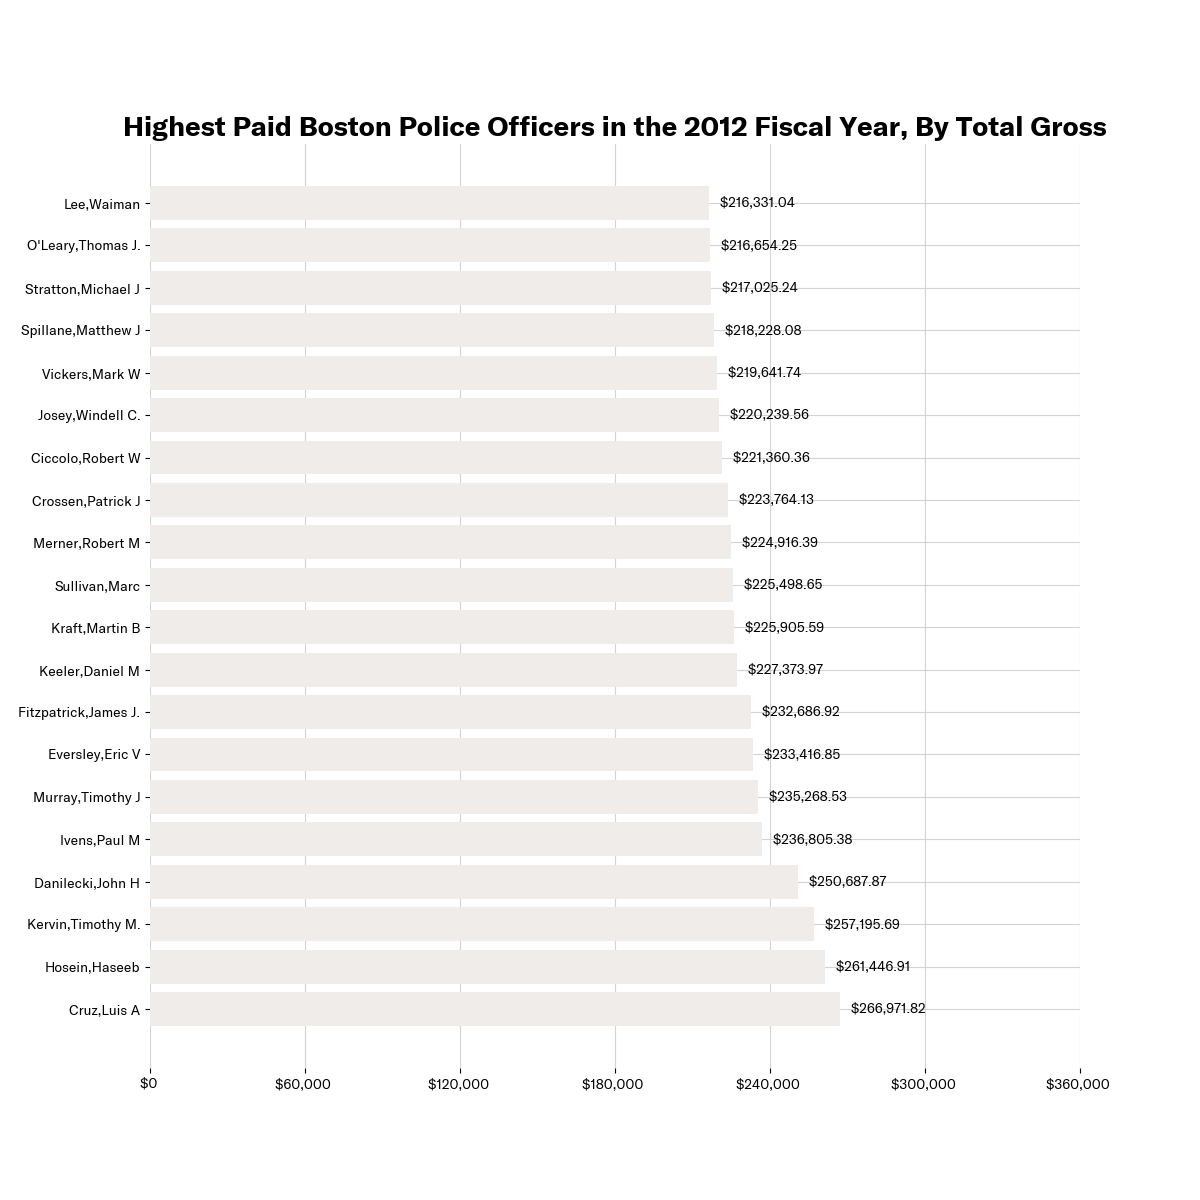 Highest Paid Boston Police Officers in the 2012 Fiscal Year, By Total Gross
Lee,Waiman $216,331.04
O'Leary,Thomas J. $216,654.25
Stratton,Michael J $217,025.24
Spillane,Matthew J $218,228.08
Vickers,Mark W $219,641.74
Josey,Windell C. $220,239.56
Ciccolo,Robert W $221,360.36
Crossen,Patrick J $223,764.13
Merner,Robert M $224,916.39
Sullivan,Marc $225,498.65
Kraft,Martin B $225,905.59
Keeler,Daniel M $227,373.97
Fitzpatrick,James J. $232,686.92
Eversley,Eric V $233,416.85
Murray,Timothy J $235,268.53
Ivens,Paul M $236,805.38
Danilecki,John H $250,687.87
Kervin,Timothy M. $257,195.69
Hosein,Haseeb $261,446.91
Cruz,Luis A $266,971.82
$0 $60,000 $120,000 $180,000 $240,000 $300,000 $360,000